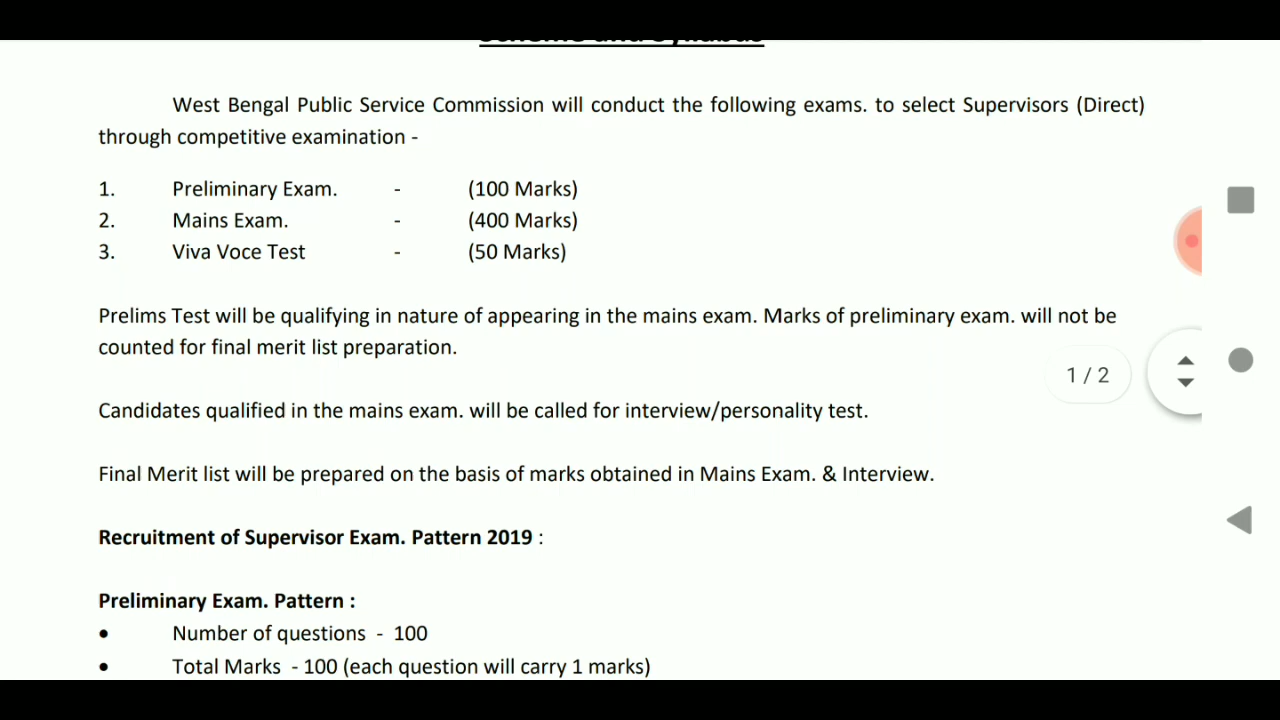 Scheme and Syllabus
West Bengal Public Service Commission will conduct the following exams. to select Supervisors (Direct)
through competitive examination -
1. Preliminary Exam. - (100 Marks)
2. Mains Exam. - (400 Marks)
3. Viva Voce Test - (50 Marks)
Prelims Test will be qualifying in nature of appearing in the mains exam. Marks of preliminary exam. will not be
counted for final merit list preparation.
1 / 2
Candidates qualified in the mains exam. will be called for interview/personality test.
Final Merit list will be prepared on the basis of marks obtained in Mains Exam. & Interview.
Recruitment of Supervisor Exam. Pattern 2019 :
Preliminary Exam. Pattern :
• Number of questions - 100
• Total Marks - 100 (each question will carry 1 marks)